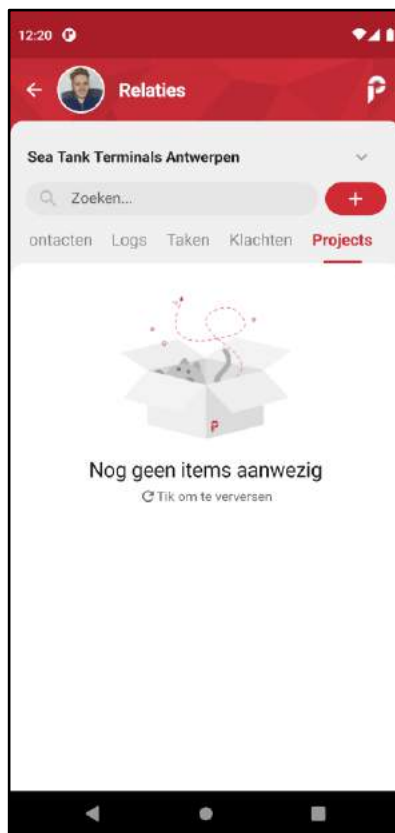 12:20
Relaties
Sea Tank Terminals Antwerpen
Zoeken...
+
ontacten Logs Taken Klachten Projects
Nog geen items aanwezig
Tik om te verversen